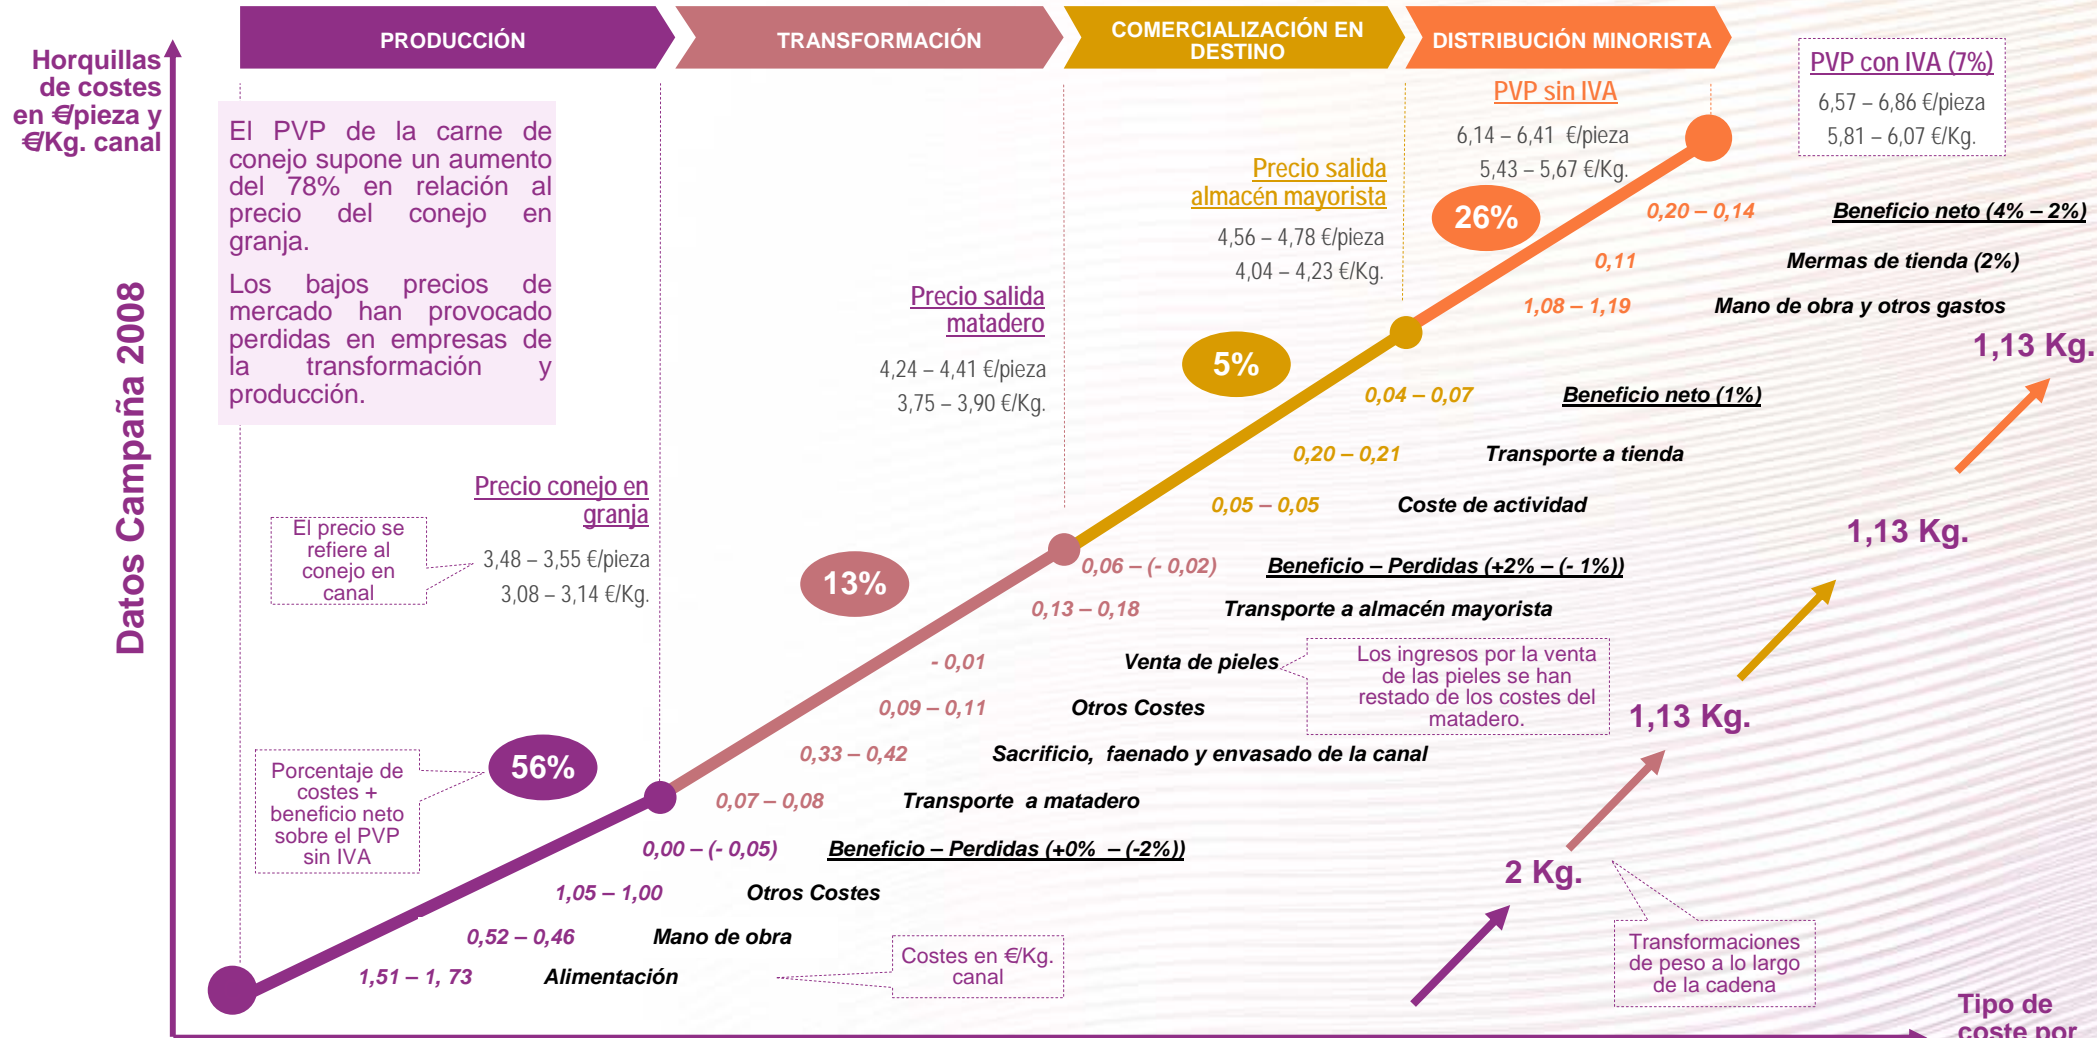 PRODUCCIÓN
TRANSFORMACIÓN
COMERCIALIZACIÓN EN
DESTINO
DISTRIBUCIÓN MINORISTA
Horquillas
de costes
en €/pieza y
€/Kg. canal
Datos Campaña 2008
El PVP de la carne de
conejo supone un aumento
del 78% en relación al
precio del conejo en
granja.
Los bajos precios de
mercado han provocado
perdidas en empresas de
la transformación y
producción.
PVP con IVA (7%)
6,57 – 6,86 €/pieza
5,81 – 6,07 €/Kg.
PVP sin IVA
6,14 – 6,41 €/pieza
5,43 – 5,67 €/Kg.
Precio salida
almacén mayorista
4,56 – 4,78 €/pieza
4,04 – 4,23 €/Kg.
26%
0,20 – 0,14 Beneficio neto (4% – 2%)
0,11 Mermas de tienda (2%)
1,08 – 1,19 Mano de obra y otros gastos
Precio salida
matadero
4,24 – 4,41 €/pieza
3,75 – 3,90 €/Kg.
5%
0,04 – 0,07 Beneficio neto (1%)
0,20 – 0,21 Transporte a tienda
0,05 – 0,05 Coste de actividad
Precio conejo en
granja
3,48 – 3,55 €/pieza
3,08 – 3,14 €/Kg.
El precio se
refiere al
conejo en
canal
13%
0,06 – (- 0,02) Beneficio – Perdidas (+2% – (- 1%))
0,13 – 0,18 Transporte a almacén mayorista
- 0,01 Venta de pieles
Los ingresos por la venta
de las pieles se han
restado de los costes del
matadero.
0,09 – 0,11 Otros Costes
0,33 – 0,42 Sacrificio, faenado y envasado de la canal
0,07 – 0,08 Transporte a matadero
56%
Porcentaje de
costes +
beneficio neto
sobre el PVP
sin IVA
0,00 – (- 0,05) Beneficio – Perdidas (+0% – (-2%))
1,05 – 1,00 Otros Costes
0,52 – 0,46 Mano de obra
1,51 – 1, 73 Alimentación
Costes en €/Kg.
canal
1,13 Kg.
1,13 Kg.
1,13 Kg.
2 Kg.
Transformaciones
de peso a lo largo
de la cadena
Tipo de
coste por